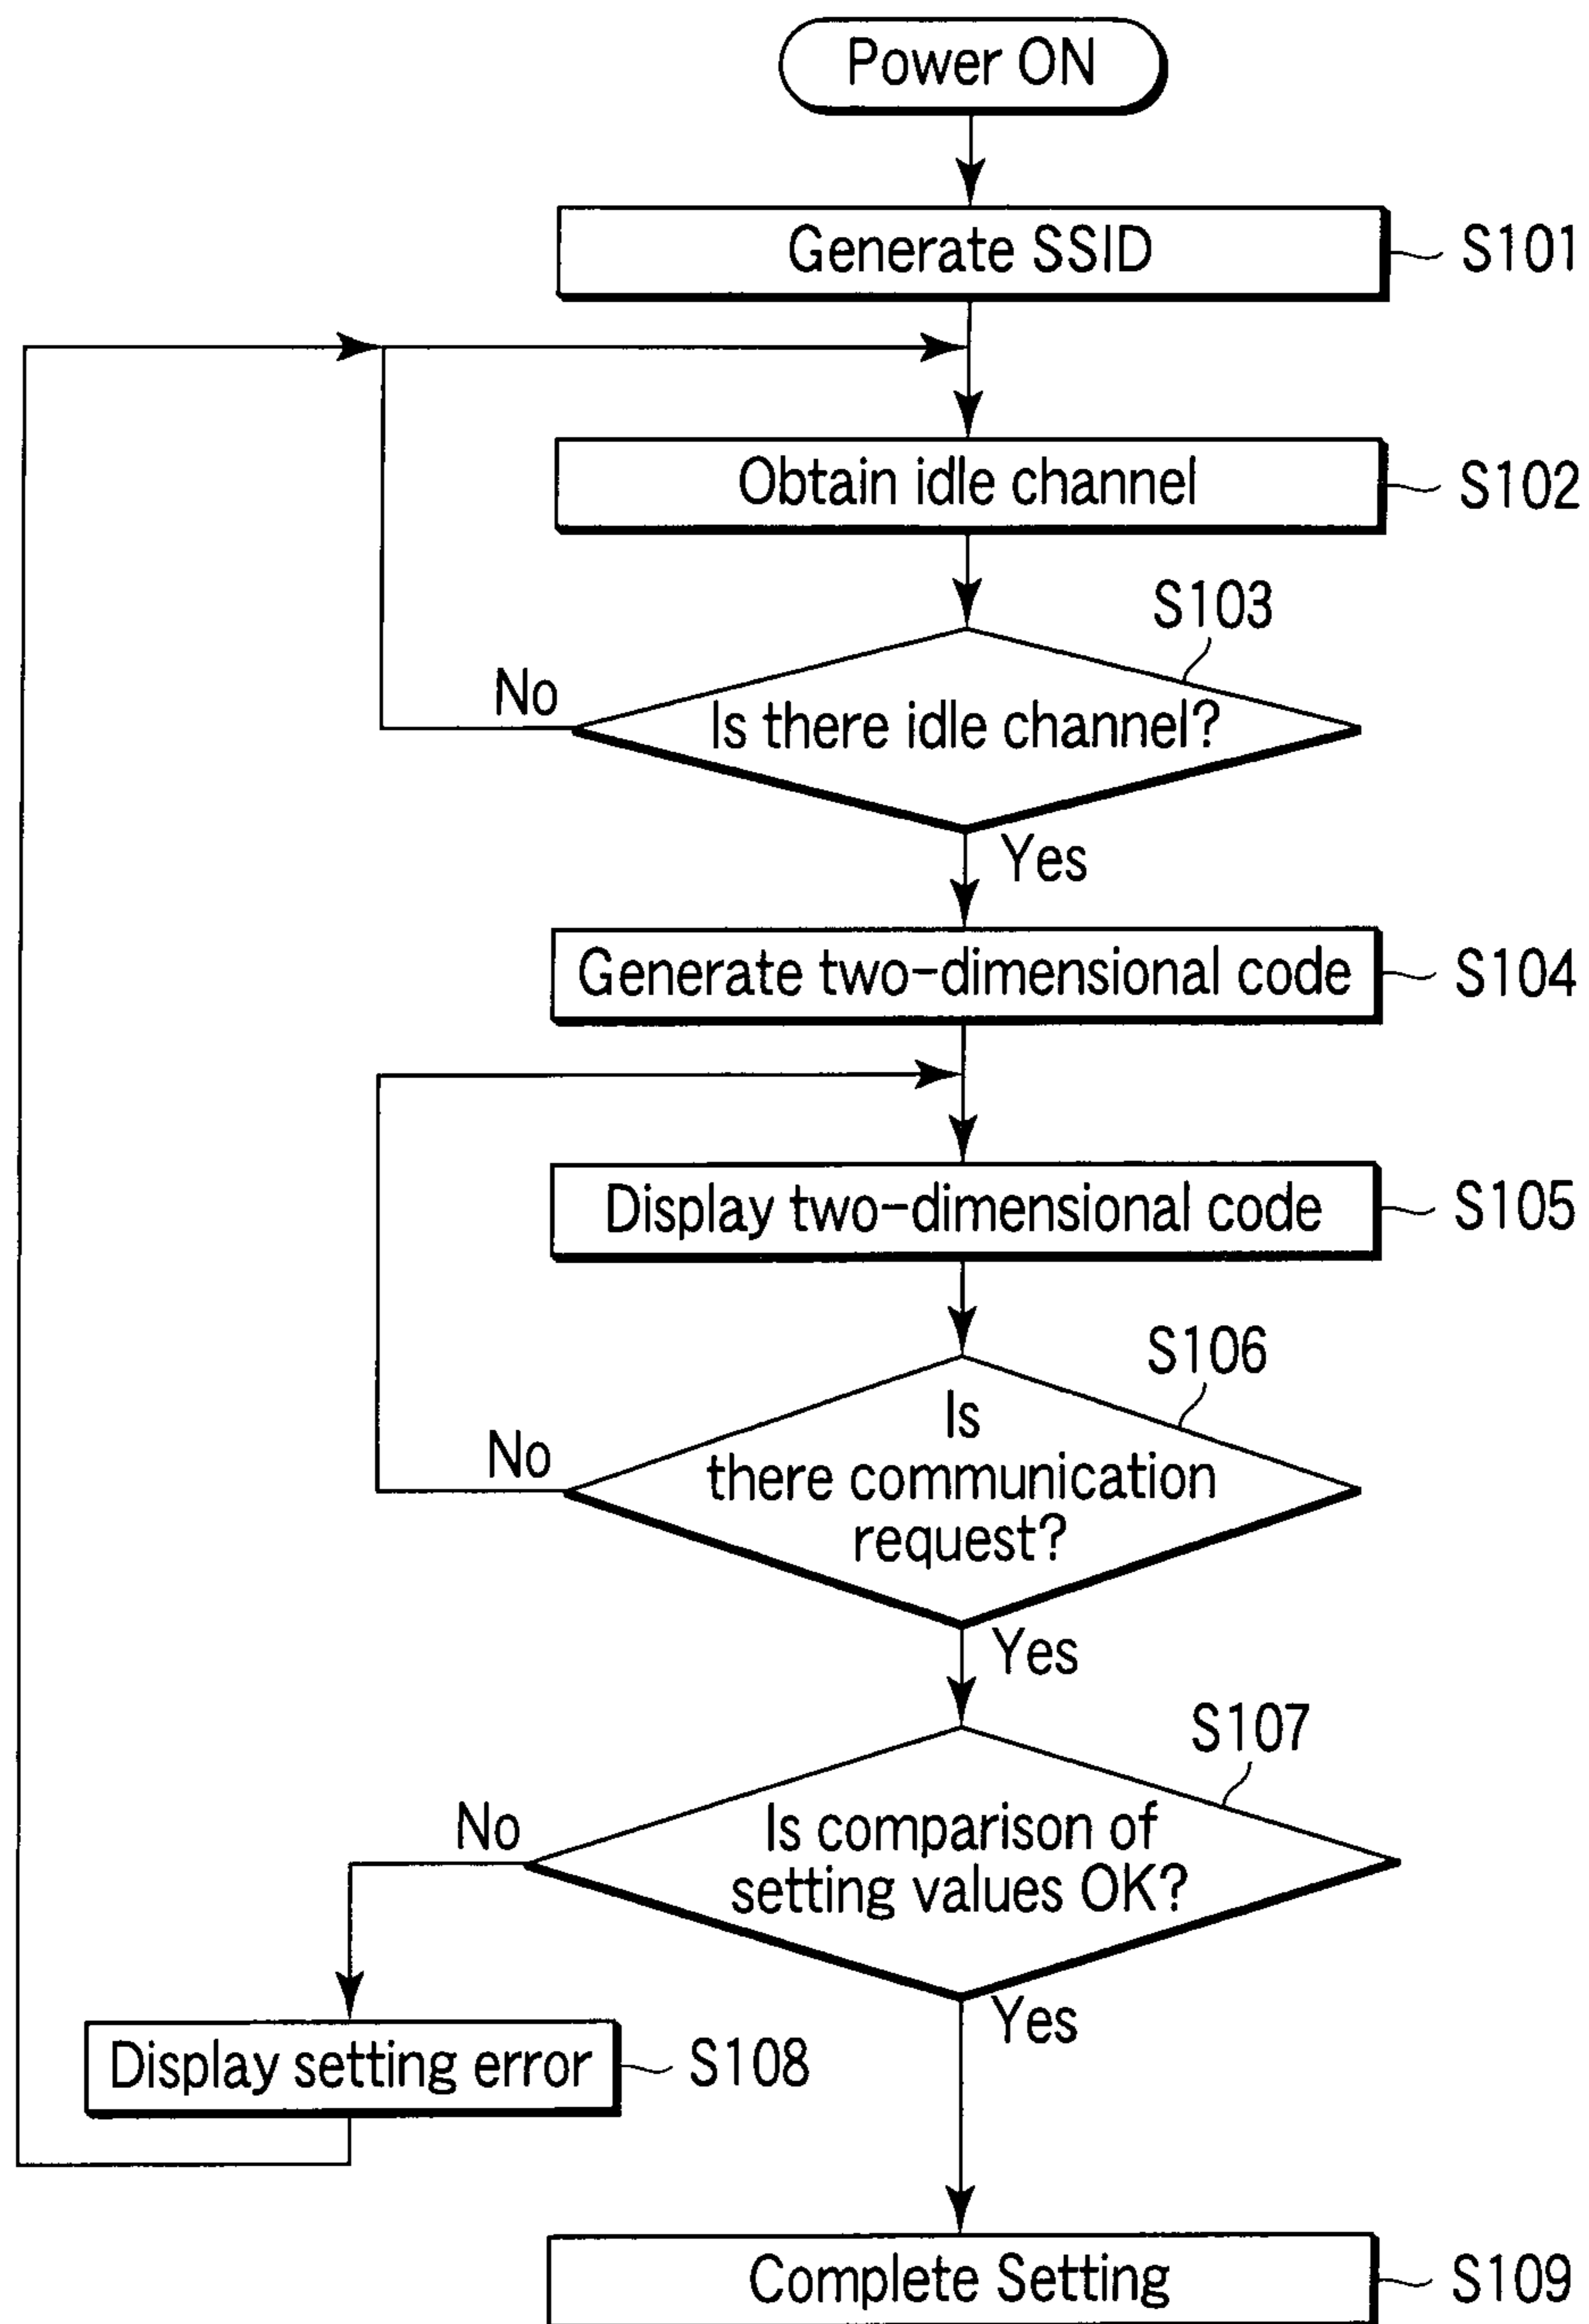 Power ON
Generate SSID
S101
Obtain idle channel
S102
S103
No
Is there idle channel?
Yes
Generate two-dimensional code
S104
Display two-dimensional code
S105
S106
Is
No
there communication
request?
Yes
S107
No
Is comparison of
setting values OK?
Yes
Display setting error
S108
Complete Setting
S109